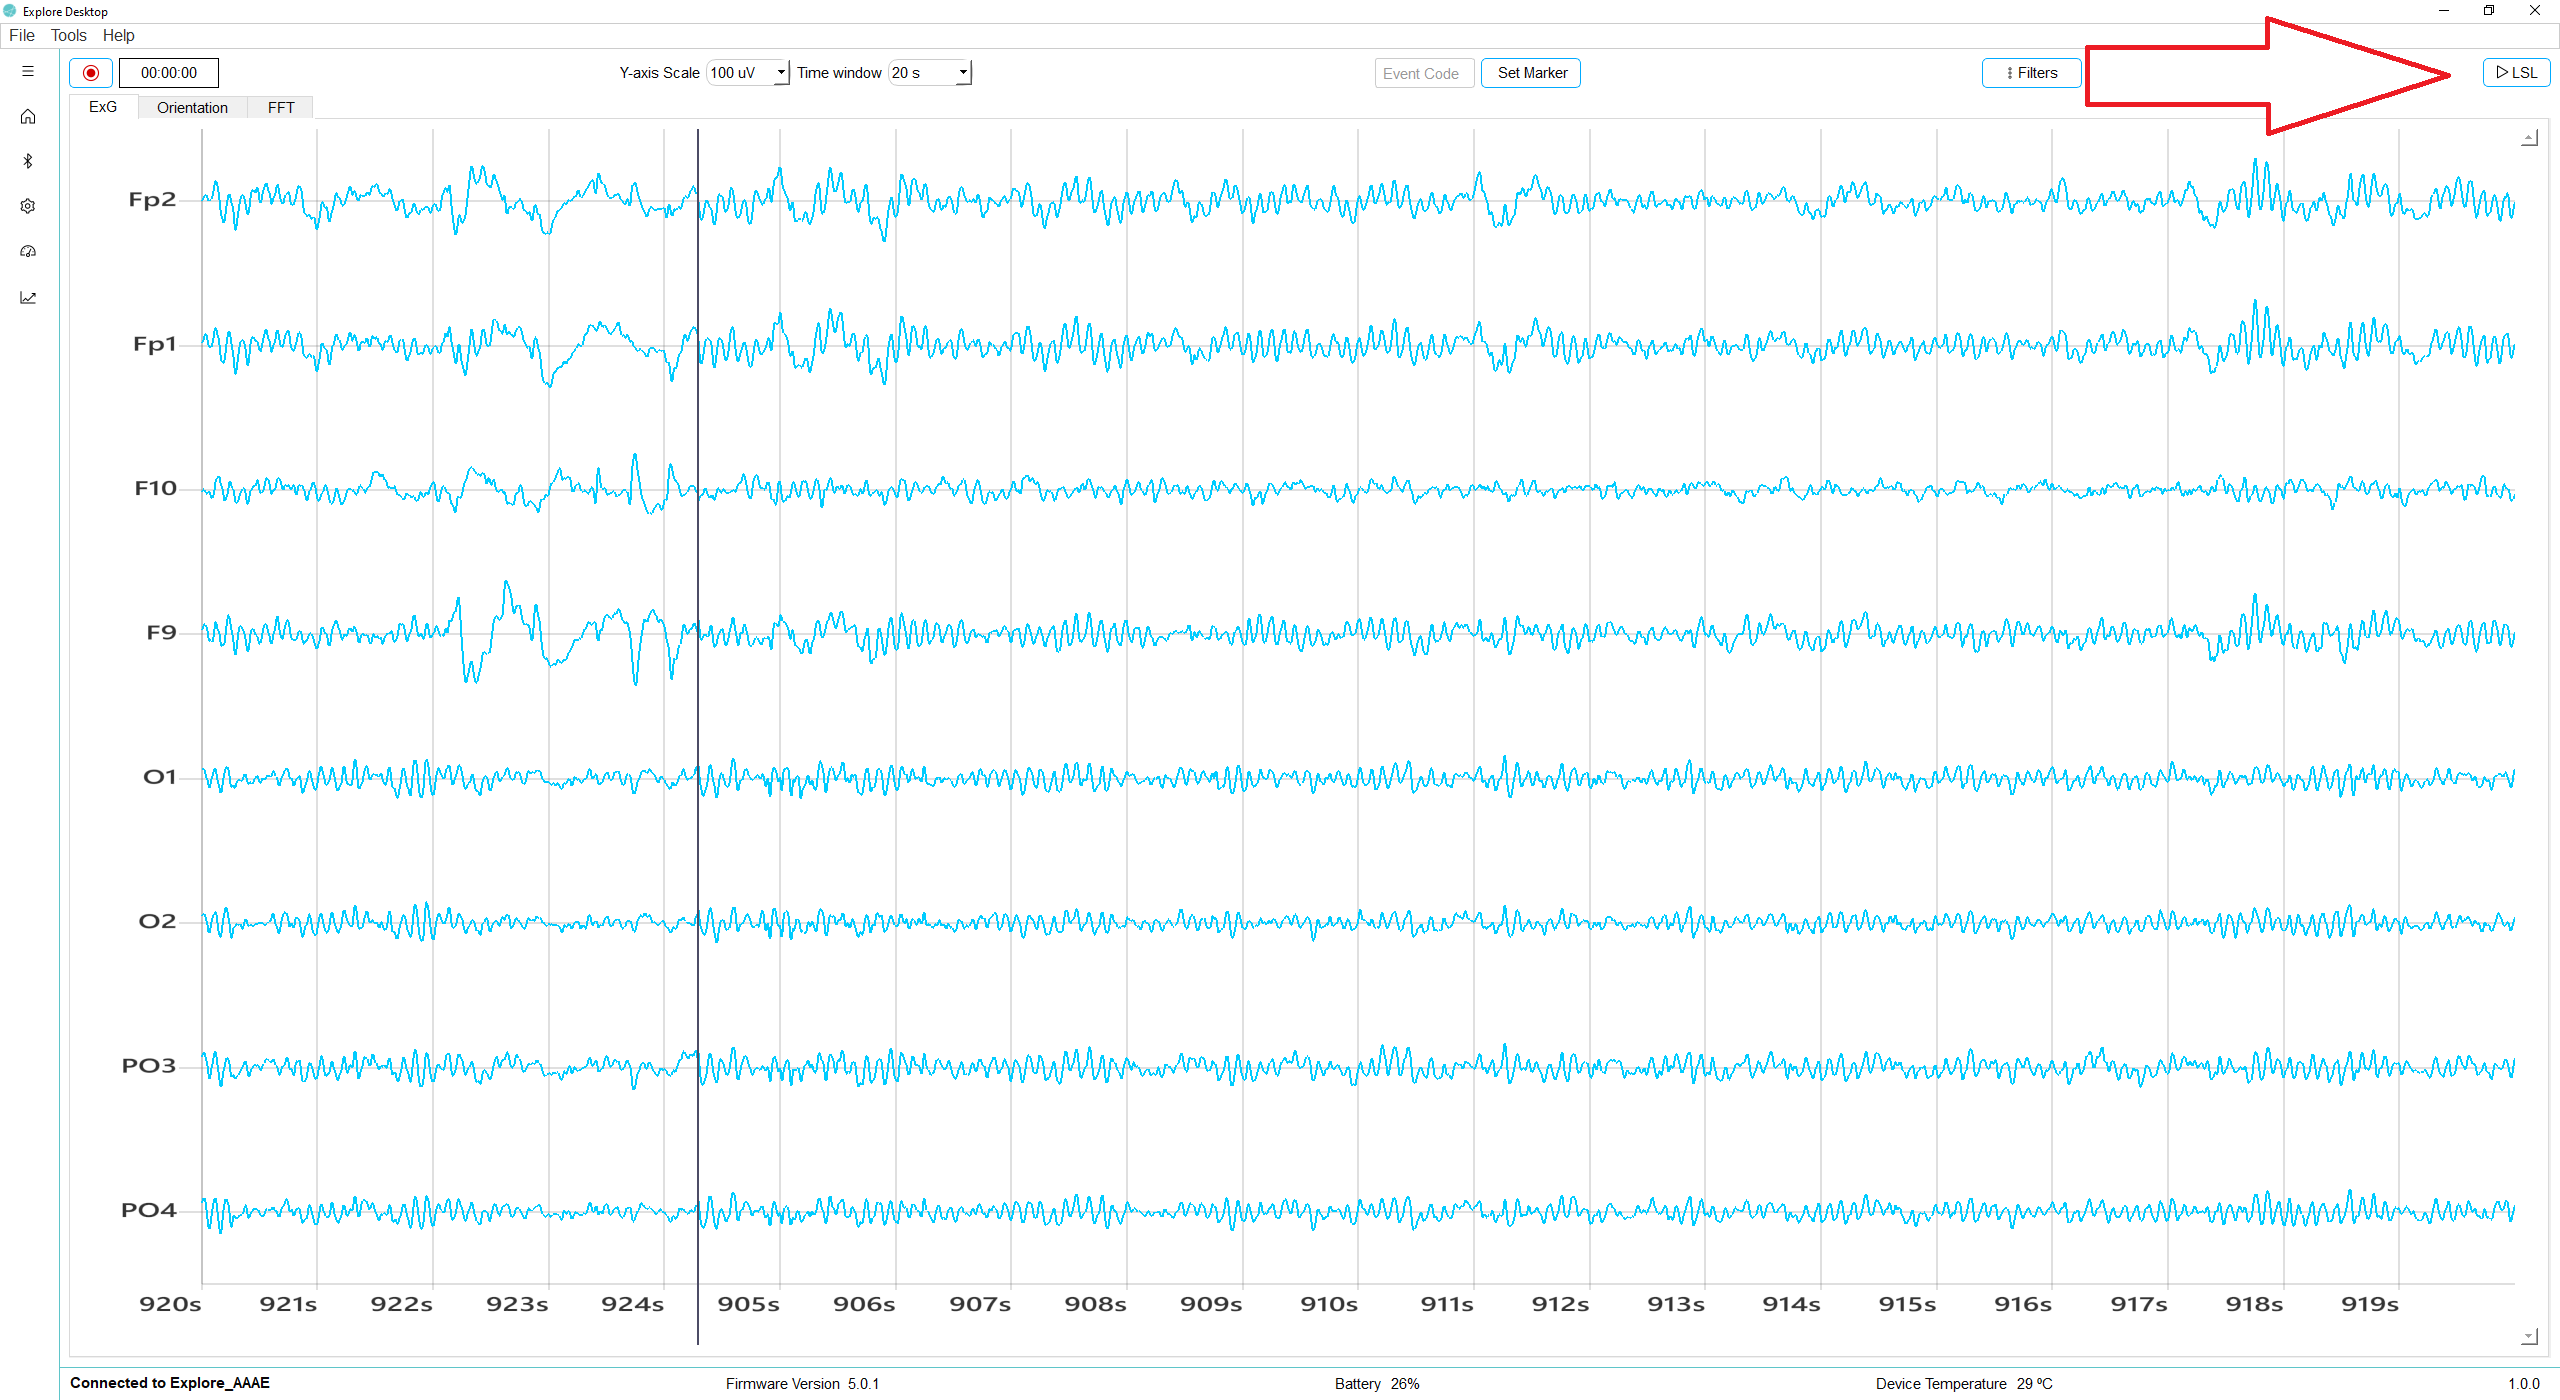 Explore Desktop
File Tools Help
00:00:00 Y-axis Scale 100 uV Time window 20 s Event Code Set Marker Filters LSL
ExG Orientation FFT
Fp2
Fp1
F10
F9
O1
O2
PO3
PO4
920s 921s 922s 923s 924s 905s 906s 907s 908s 909s 910s 911s 912s 913s 914s 915s 916s 917s 918s 919s
Connected to Explore_AAAE Firmware Version 5.0.1 Battery 26% Device Temperature 29 ºC 1.0.0